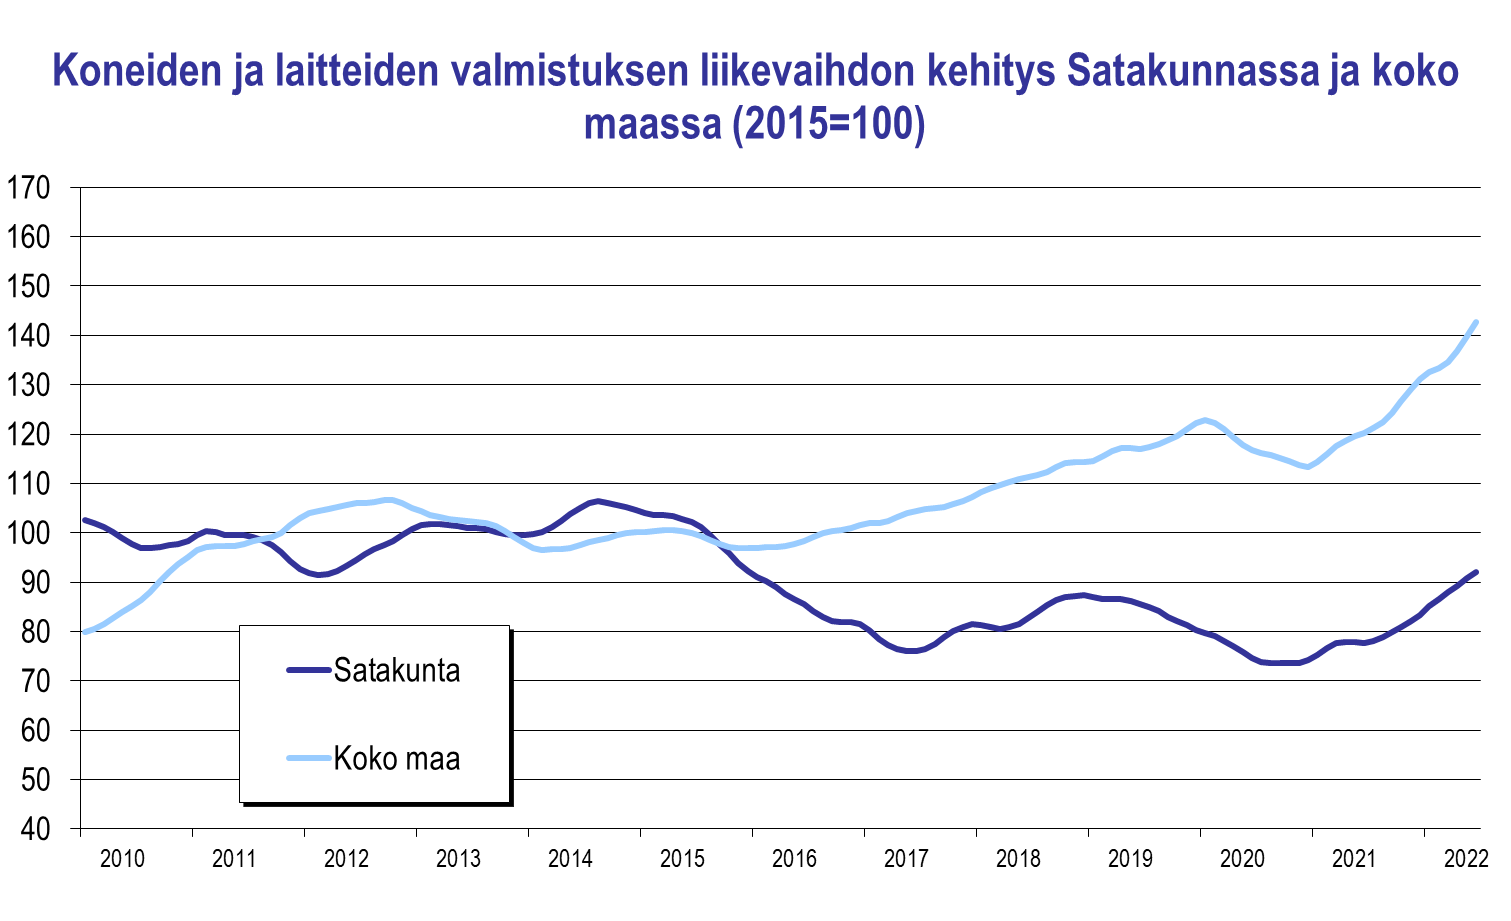 Koneiden ja laitteiden valmistuksen liikevaihdon kehitys Satakunnassa ja koko
maassa (2015=100)
170
160
150
140
130
120
110
100
90
80
70
60
50
40
Satakunta
Koko maa
2010 2011 2012 2013 2014 2015 2016 2017 2018 2019 2020 2021 2022